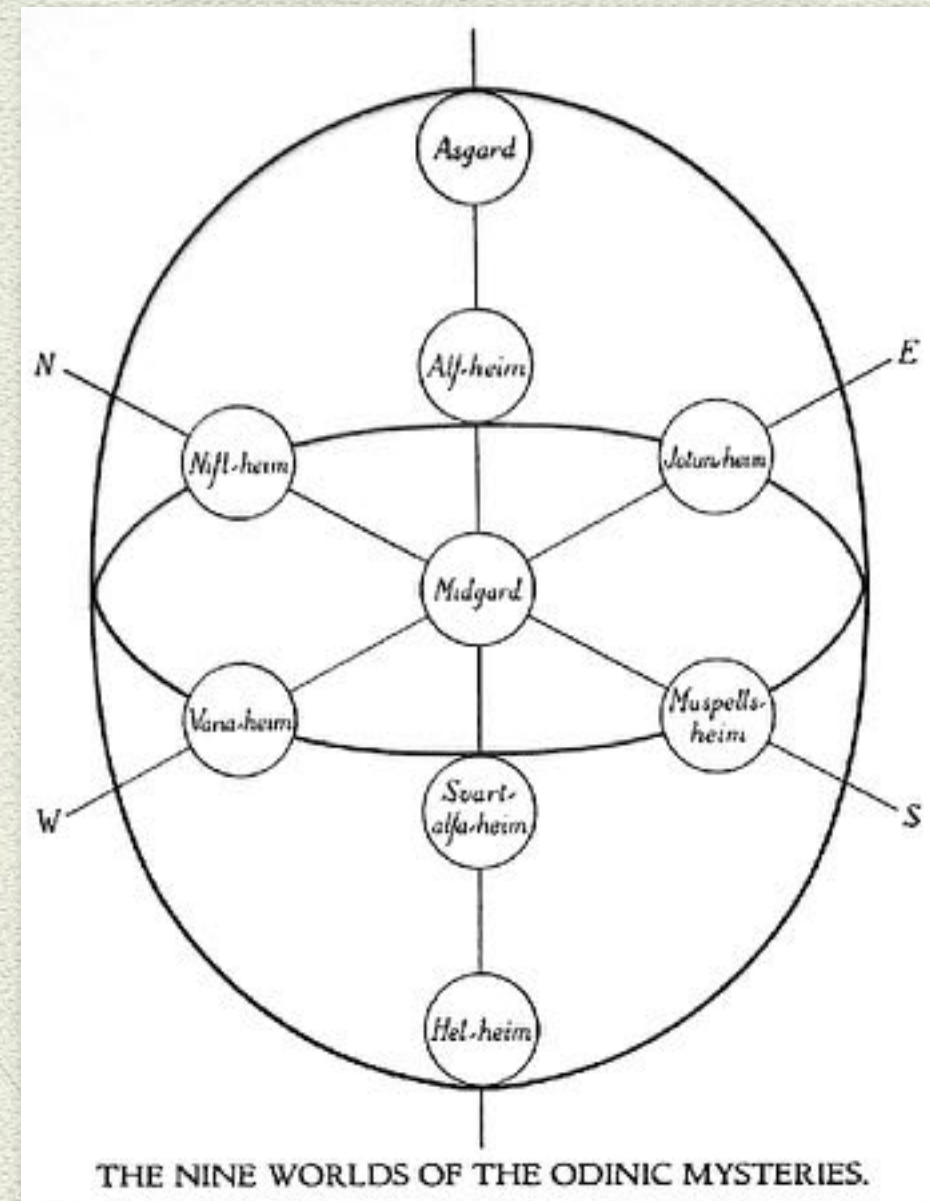 Asgard
Alf-heim
N
E
Nifl-heim
Jotun-heim
Midgard
Vana-heim
Muspells-
heim
W
S
Svart-
alfa-heim
Hel-heim
THE NINE WORLDS OF THE ODINIC MYSTERIES.